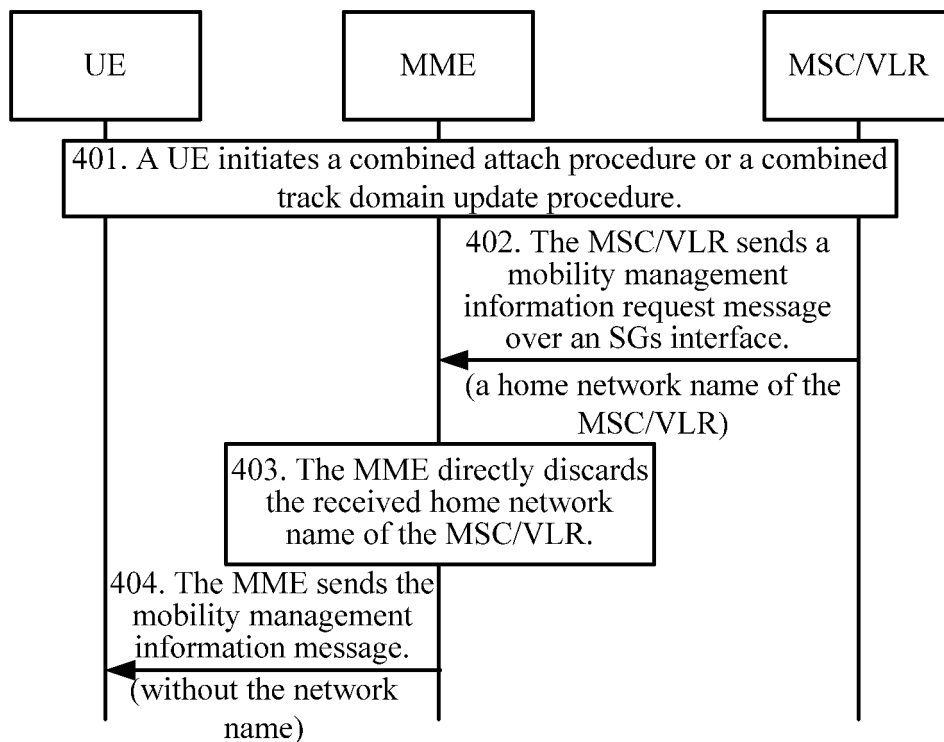 UE
MME
MSC/VLR
401. A UE initiates a combined attach procedure or a combined
track domain update procedure.
402. The MSC/VLR sends a
mobility management
information request message
over an SGs interface.
(a home network name of the
MSC/VLR)
403. The MME directly discards
the received home network
name of the MSC/VLR.
404. The MME sends the
mobility management
information message.
(without the network
name)